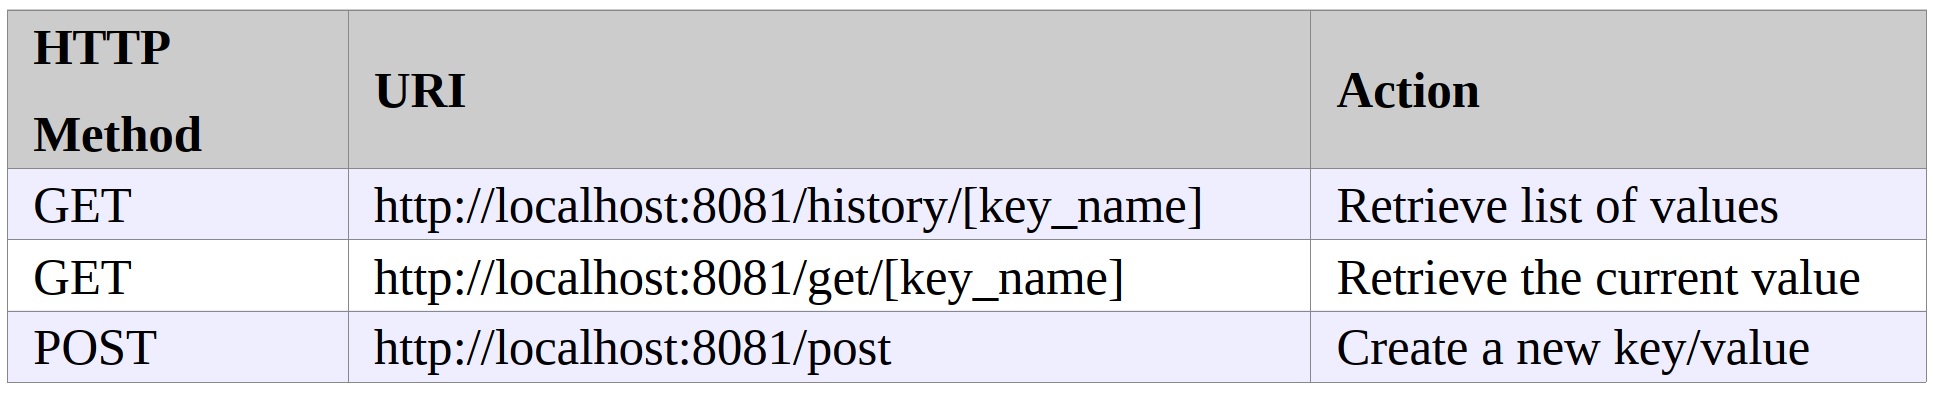 HTTP
Method
URI
Action
GET
http://localhost:8081/history/[key_name]
Retrieve list of values
GET
http://localhost:8081/get/[key_name]
Retrieve the current value
POST
http://localhost:8081/post
Create a new key/value